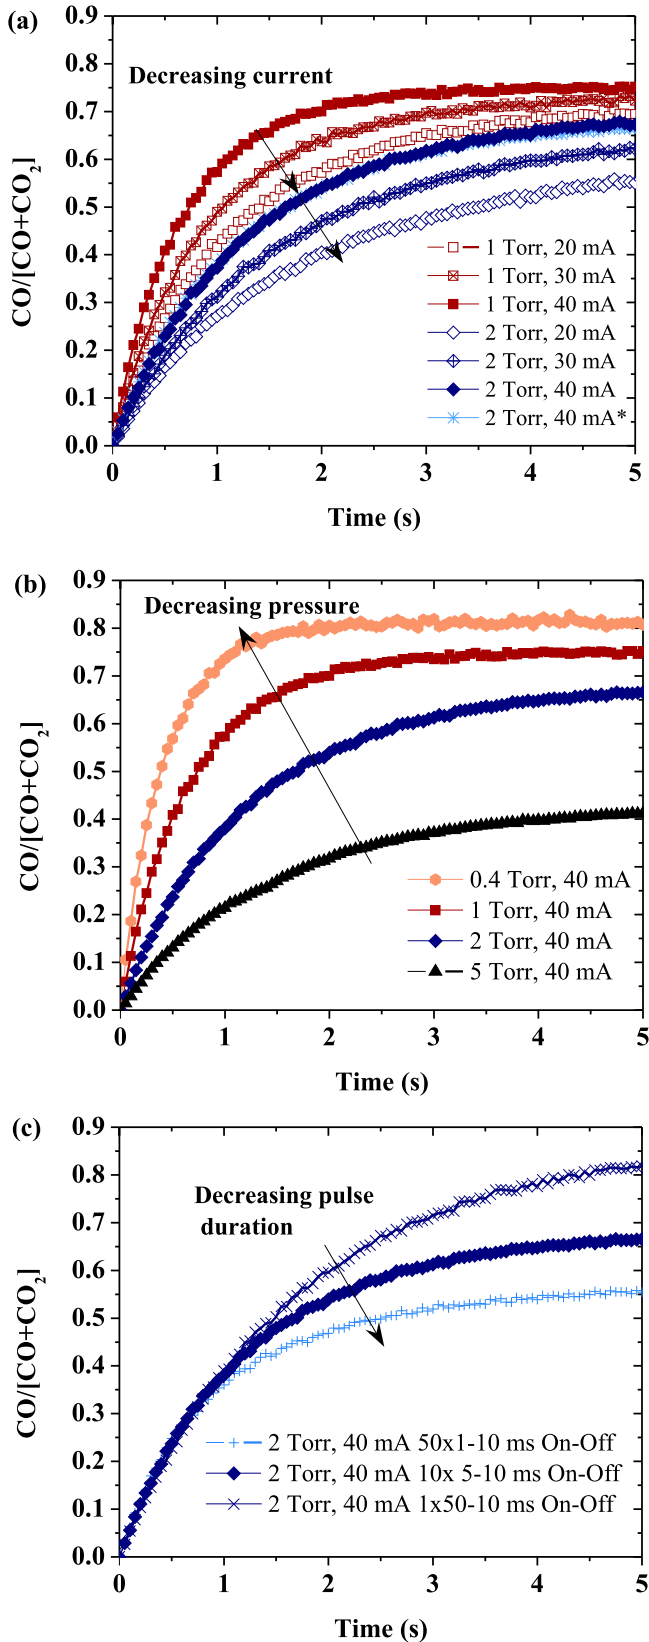 (a)
0.9
0.8
0.7
0.6
0.5
0.4
0.3
0.2
0.1
0.0
CO/[CO+CO₂]
Decreasing current
1 Torr, 20 mA
1 Torr, 30 mA
1 Torr, 40 mA
2 Torr, 20 mA
2 Torr, 30 mA
2 Torr, 40 mA
2 Torr, 40 mA*
0 1 2 3 4 5
Time (s)
(b)
0.9
0.8
0.7
0.6
0.5
0.4
0.3
0.2
0.1
0.0
CO/[CO+CO₂]
Decreasing pressure
0.4 Torr, 40 mA
1 Torr, 40 mA
2 Torr, 40 mA
5 Torr, 40 mA
0 1 2 3 4 5
Time (s)
(c)
0.9
0.8
0.7
0.6
0.5
0.4
0.3
0.2
0.1
0.0
CO/[CO+CO₂]
Decreasing pulse
duration
2 Torr, 40 mA 50x1-10 ms On-Off
2 Torr, 40 mA 10x 5-10 ms On-Off
2 Torr, 40 mA 1x50-10 ms On-Off
0 1 2 3 4 5
Time (s)